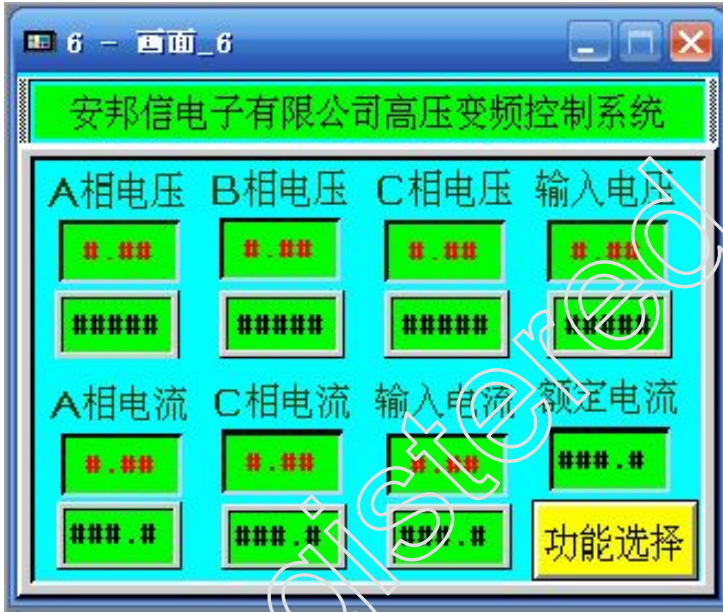 6 - 画面_6
安邦信电子有限公司高压变频控制系统
A相电压 B相电压 C相电压 输入电压
#.## #.## #.## #.##
##### ##### ##### #####
A相电流 C相电流 输入电流 额定电流
#.## #.## #.## ###.#
###.# ###.# ###.# 功能选择
gistered